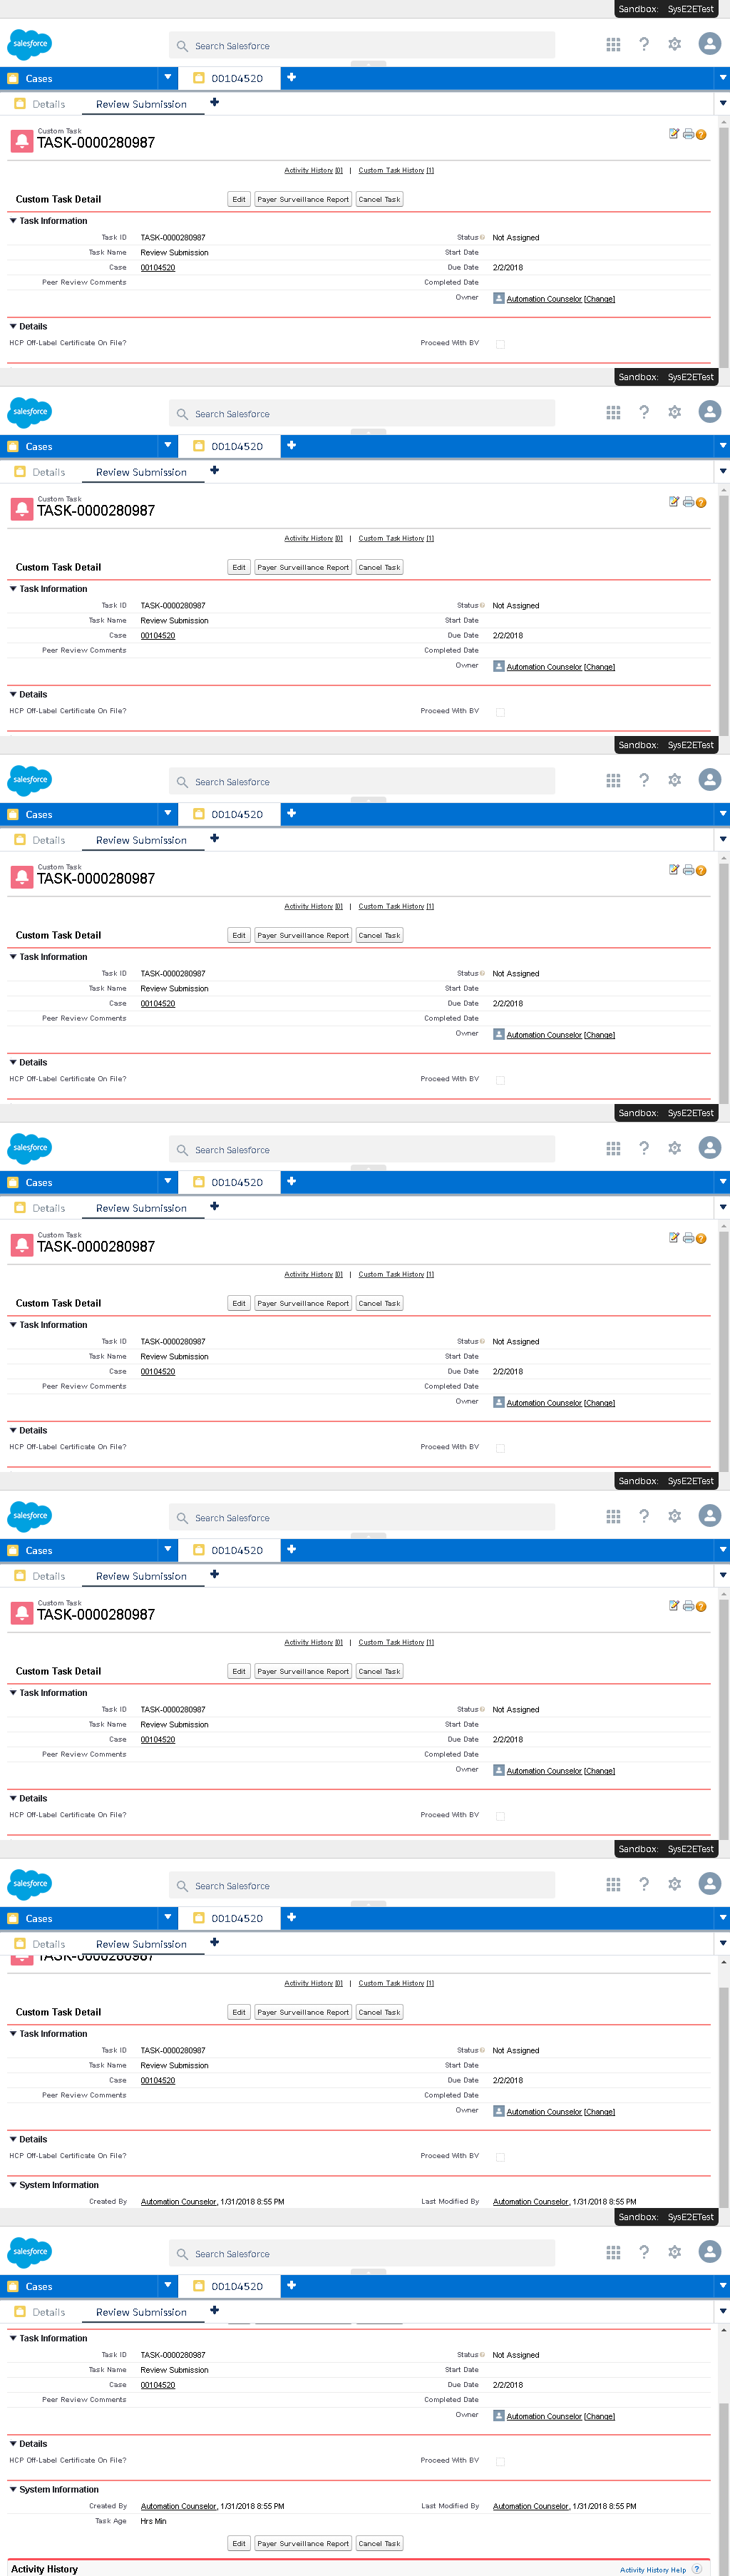 Sandbox: SysE2ETest
salesforce
Search Salesforce
Cases 00104520
Details Review Submission
Custom Task
TASK-0000280987
Activity History [0] | Custom Task History [1]
Custom Task Detail Edit Payer Surveillance Report Cancel Task
Task Information
Task ID TASK-0000280987 Status Not Assigned
Task Name Review Submission Start Date
Case 00104520 Due Date 2/2/2018
Peer Review Comments Completed Date
Owner Automation Counselor [Change]
Details
HCP Off-Label Certificate On File? Proceed With BV
Sandbox: SysE2ETest
salesforce
Search Salesforce
Cases 00104520
Details Review Submission
Custom Task
TASK-0000280987
Activity History [0] | Custom Task History [1]
Custom Task Detail Edit Payer Surveillance Report Cancel Task
Task Information
Task ID TASK-0000280987 Status Not Assigned
Task Name Review Submission Start Date
Case 00104520 Due Date 2/2/2018
Peer Review Comments Completed Date
Owner Automation Counselor [Change]
Details
HCP Off-Label Certificate On File? Proceed With BV
Sandbox: SysE2ETest
salesforce
Search Salesforce
Cases 00104520
Details Review Submission
Custom Task
TASK-0000280987
Activity History [0] | Custom Task History [1]
Custom Task Detail Edit Payer Surveillance Report Cancel Task
Task Information
Task ID TASK-0000280987 Status Not Assigned
Task Name Review Submission Start Date
Case 00104520 Due Date 2/2/2018
Peer Review Comments Completed Date
Owner Automation Counselor [Change]
Details
HCP Off-Label Certificate On File? Proceed With BV
Sandbox: SysE2ETest
salesforce
Search Salesforce
Cases 00104520
Details Review Submission
Custom Task
TASK-0000280987
Activity History [0] | Custom Task History [1]
Custom Task Detail Edit Payer Surveillance Report Cancel Task
Task Information
Task ID TASK-0000280987 Status Not Assigned
Task Name Review Submission Start Date
Case 00104520 Due Date 2/2/2018
Peer Review Comments Completed Date
Owner Automation Counselor [Change]
Details
HCP Off-Label Certificate On File? Proceed With BV
Sandbox: SysE2ETest
salesforce
Search Salesforce
Cases 00104520
Details Review Submission
Custom Task
TASK-0000280987
Activity History [0] | Custom Task History [1]
Custom Task Detail Edit Payer Surveillance Report Cancel Task
Task Information
Task ID TASK-0000280987 Status Not Assigned
Task Name Review Submission Start Date
Case 00104520 Due Date 2/2/2018
Peer Review Comments Completed Date
Owner Automation Counselor [Change]
Details
HCP Off-Label Certificate On File? Proceed With BV
Sandbox: SysE2ETest
salesforce
Search Salesforce
Cases 00104520
Details Review Submission
TASK-0000280987
Activity History [0] | Custom Task History [1]
Custom Task Detail Edit Payer Surveillance Report Cancel Task
Task Information
Task ID TASK-0000280987 Status Not Assigned
Task Name Review Submission Start Date
Case 00104520 Due Date 2/2/2018
Peer Review Comments Completed Date
Owner Automation Counselor [Change]
Details
HCP Off-Label Certificate On File? Proceed With BV
System Information
Created By Automation Counselor, 1/31/2018 8:55 PM Last Modified By Automation Counselor, 1/31/2018 8:55 PM
Sandbox: SysE2ETest
salesforce
Search Salesforce
Cases 00104520
Details Review Submission
Task Information
Task ID TASK-0000280987 Status Not Assigned
Task Name Review Submission Start Date
Case 00104520 Due Date 2/2/2018
Peer Review Comments Completed Date
Owner Automation Counselor [Change]
Details
HCP Off-Label Certificate On File? Proceed With BV
System Information
Created By Automation Counselor, 1/31/2018 8:55 PM Last Modified By Automation Counselor, 1/31/2018 8:55 PM
Task Age Hrs Min
Edit Payer Surveillance Report Cancel Task
Activity History Activity History Help ?